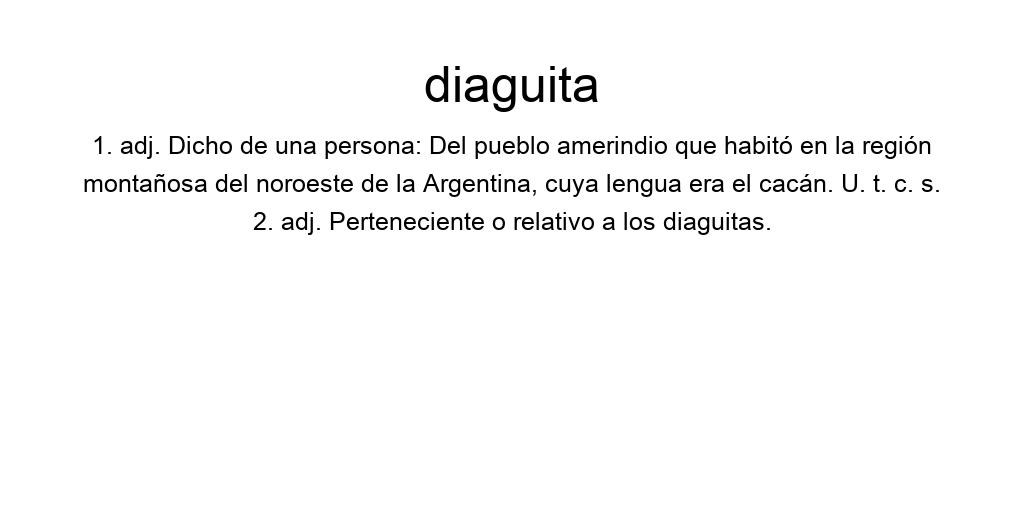 diaguita
1. adj. Dicho de una persona: Del pueblo amerindio que habitó en la región
montañosa del noroeste de la Argentina, cuya lengua era el cacán. U. t. c. s.
2. adj. Perteneciente o relativo a los diaguitas.